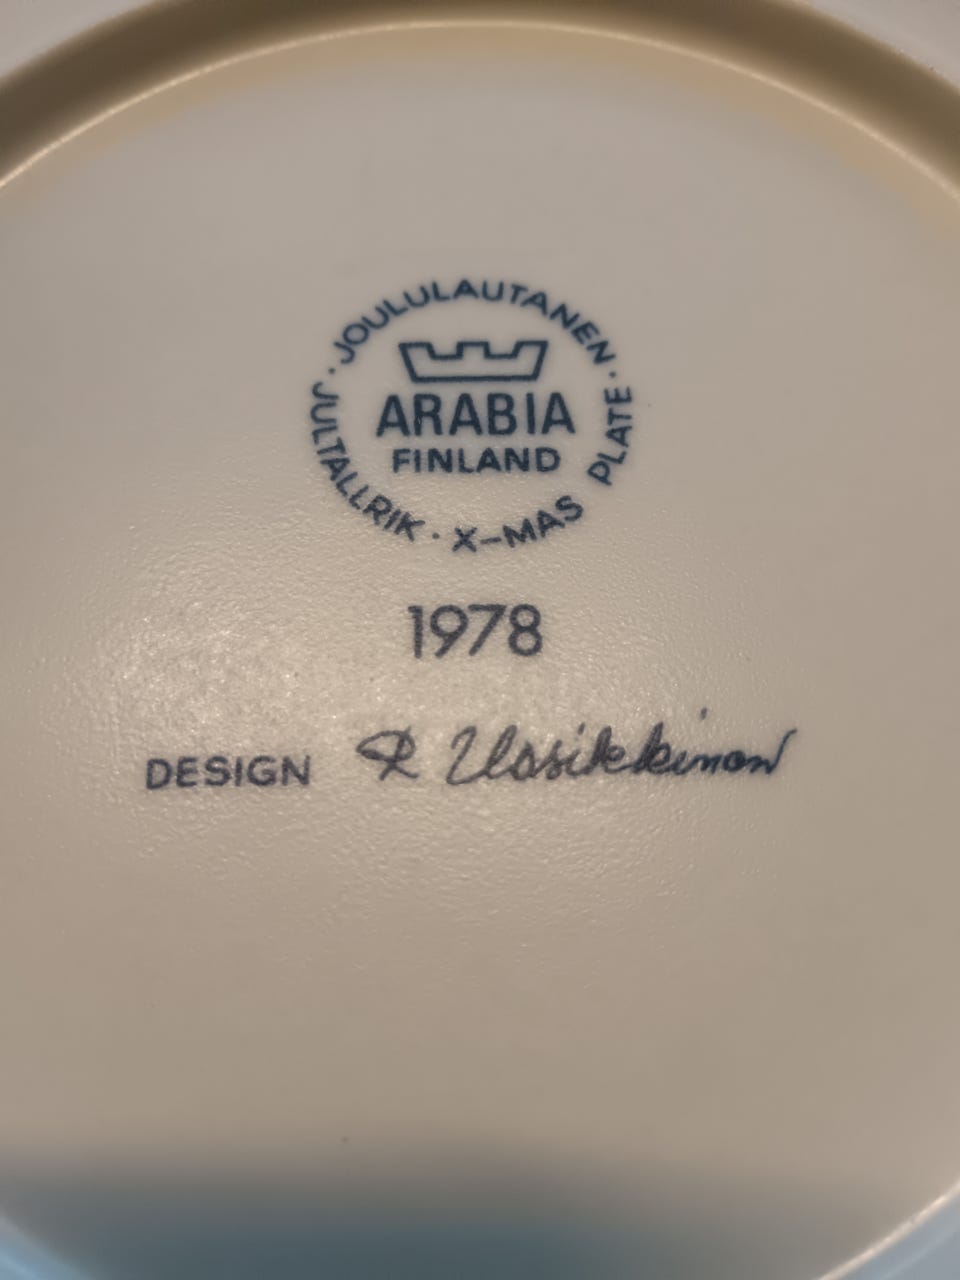 JOULULAUTANEN · JULTALLRIK · X-MAS PLATE ·
ARABIA
FINLAND
1978
DESIGN R Uosikkinen